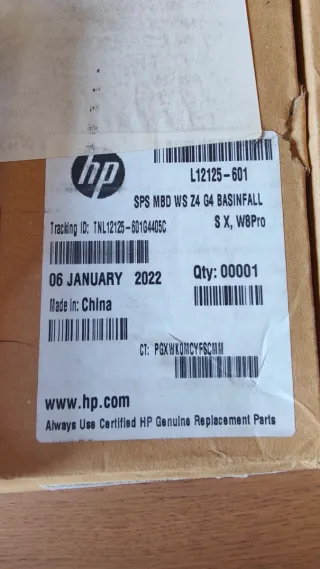 hp
L12125-601
SPS MBD WS Z4 G4 BASINFALL
Tracking ID: TNL12125-601G4405C
S X, W8Pro
06 JANUARY 2022
Qty: 00001
Made in: China
CT: PGXWK0MCYFSCMM
www.hp.com
Always Use Certified HP Genuine Replacement Parts